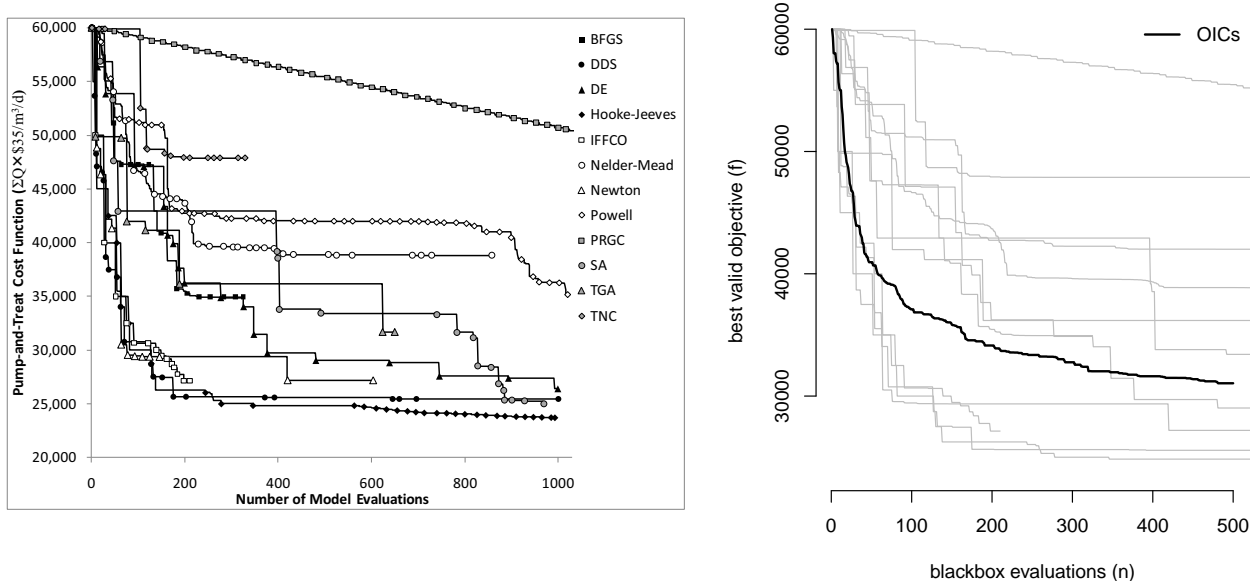 60,000
55,000
50,000
45,000
40,000
35,000
30,000
25,000
20,000
Pump-and-Treat Cost Function (ΣQ×$35/m³/d)
0
200
400
600
800
1000
Number of Model Evaluations
BFGS
DDS
DE
Hooke-Jeeves
IFFCO
Nelder-Mead
Newton
Powell
PRGC
SA
TGA
TNC
OICs
60000
50000
40000
30000
best valid objective (f)
0
100
200
300
400
500
blackbox evaluations (n)